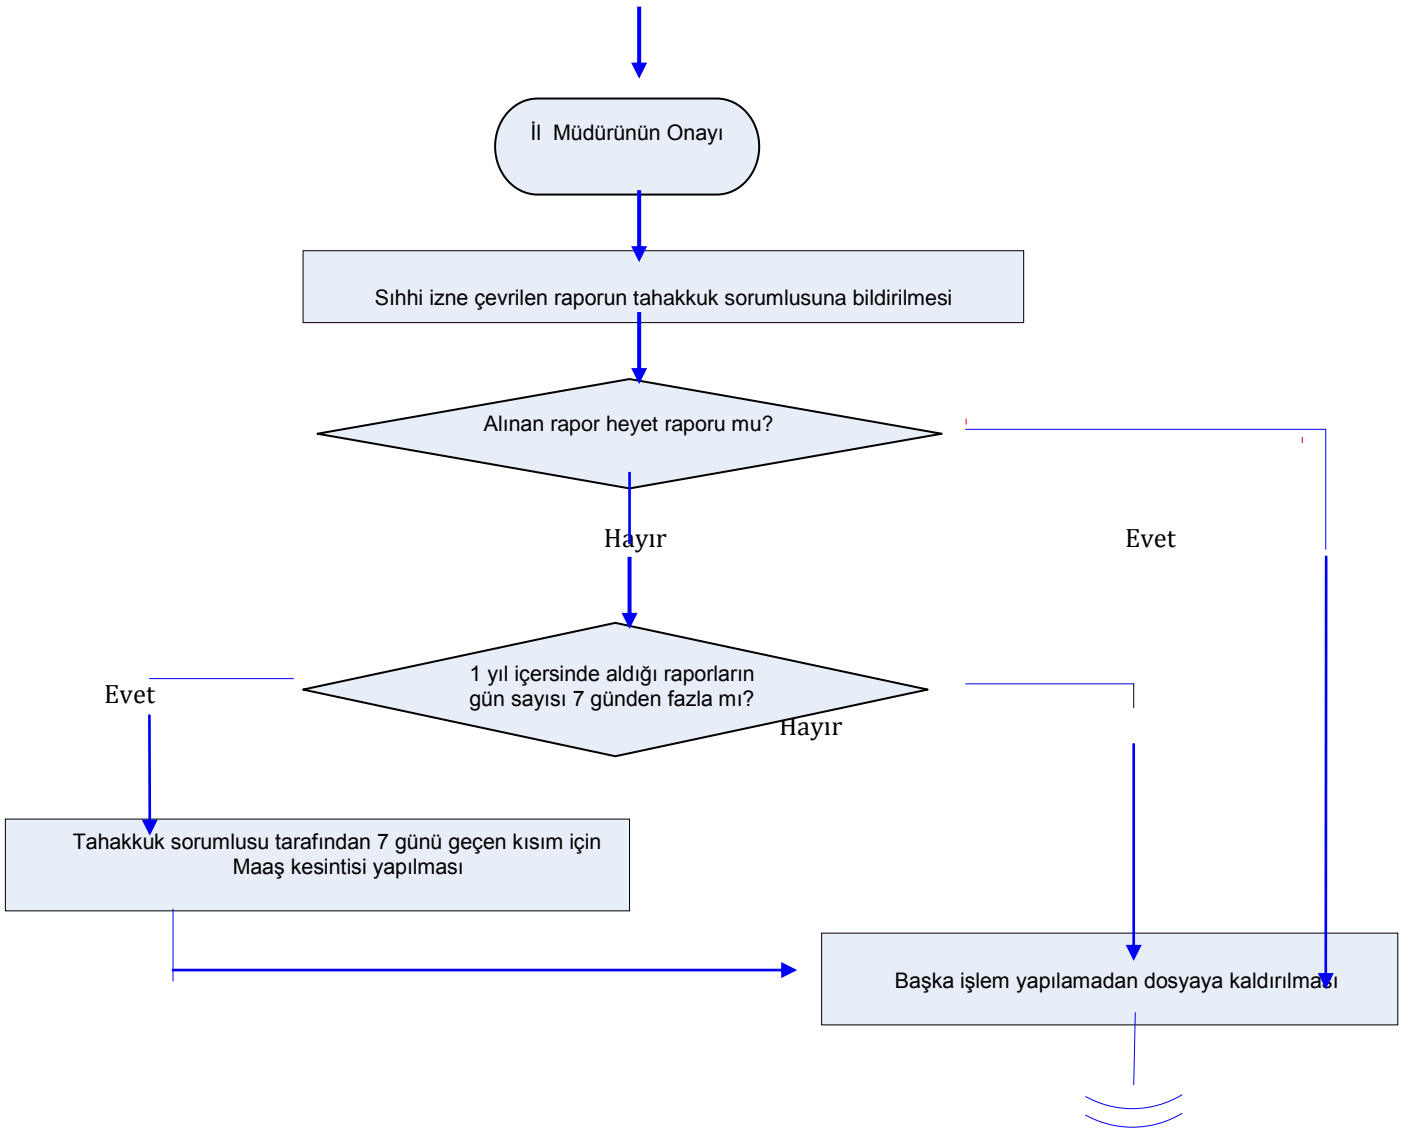 İl Müdürünün Onayı
Sıhhi izne çevrilen raporun tahakkuk sorumlusuna bildirilmesi
Alınan rapor heyet raporu mu?
Hayır
Evet
1 yıl içersinde aldığı raporların
gün sayısı 7 günden fazla mı?
Evet
Hayır
Tahakkuk sorumlusu tarafından 7 günü geçen kısım için
Maaş kesintisi yapılması
Başka işlem yapılamadan dosyaya kaldırılması